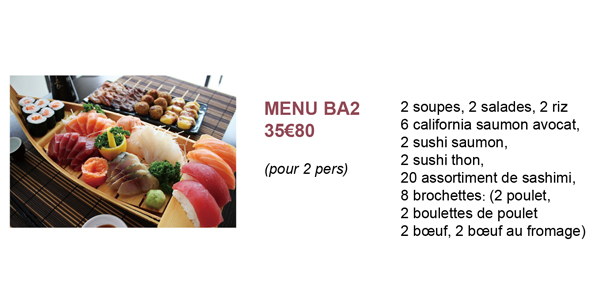 MENU BA2
35€80
(pour 2 pers)
2 soupes, 2 salades, 2 riz
6 california saumon avocat,
2 sushi saumon,
2 sushi thon,
20 assortiment de sashimi,
8 brochettes: (2 poulet,
2 boulettes de poulet
2 bœuf, 2 bœuf au fromage)